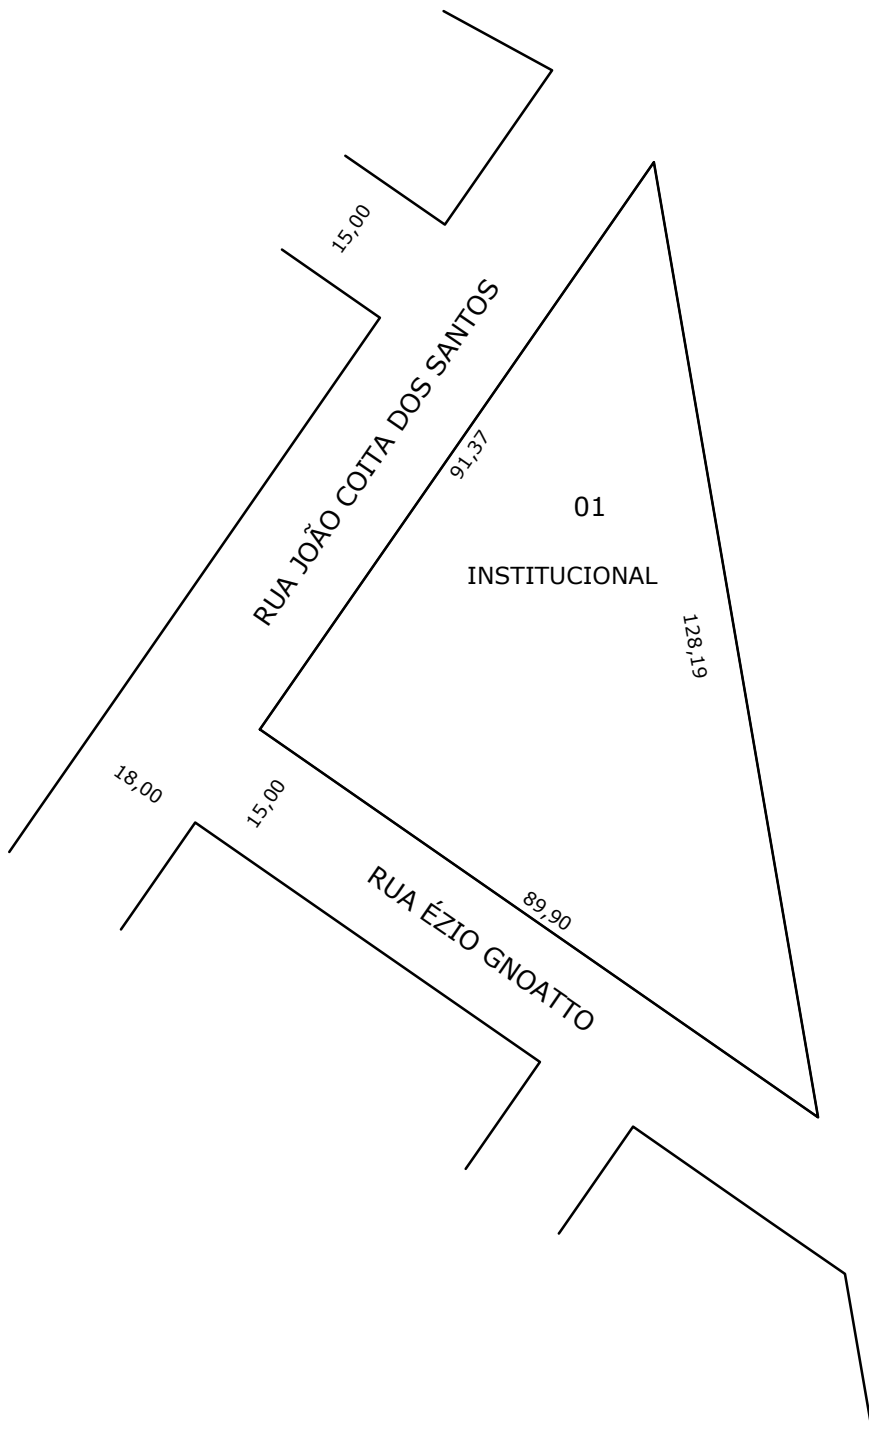 15,00
RUA JOÃO COITA DOS SANTOS
91,37
01
INSTITUCIONAL
128,19
18,00
15,00
RUA ÉZIO GNOATTO
89,90